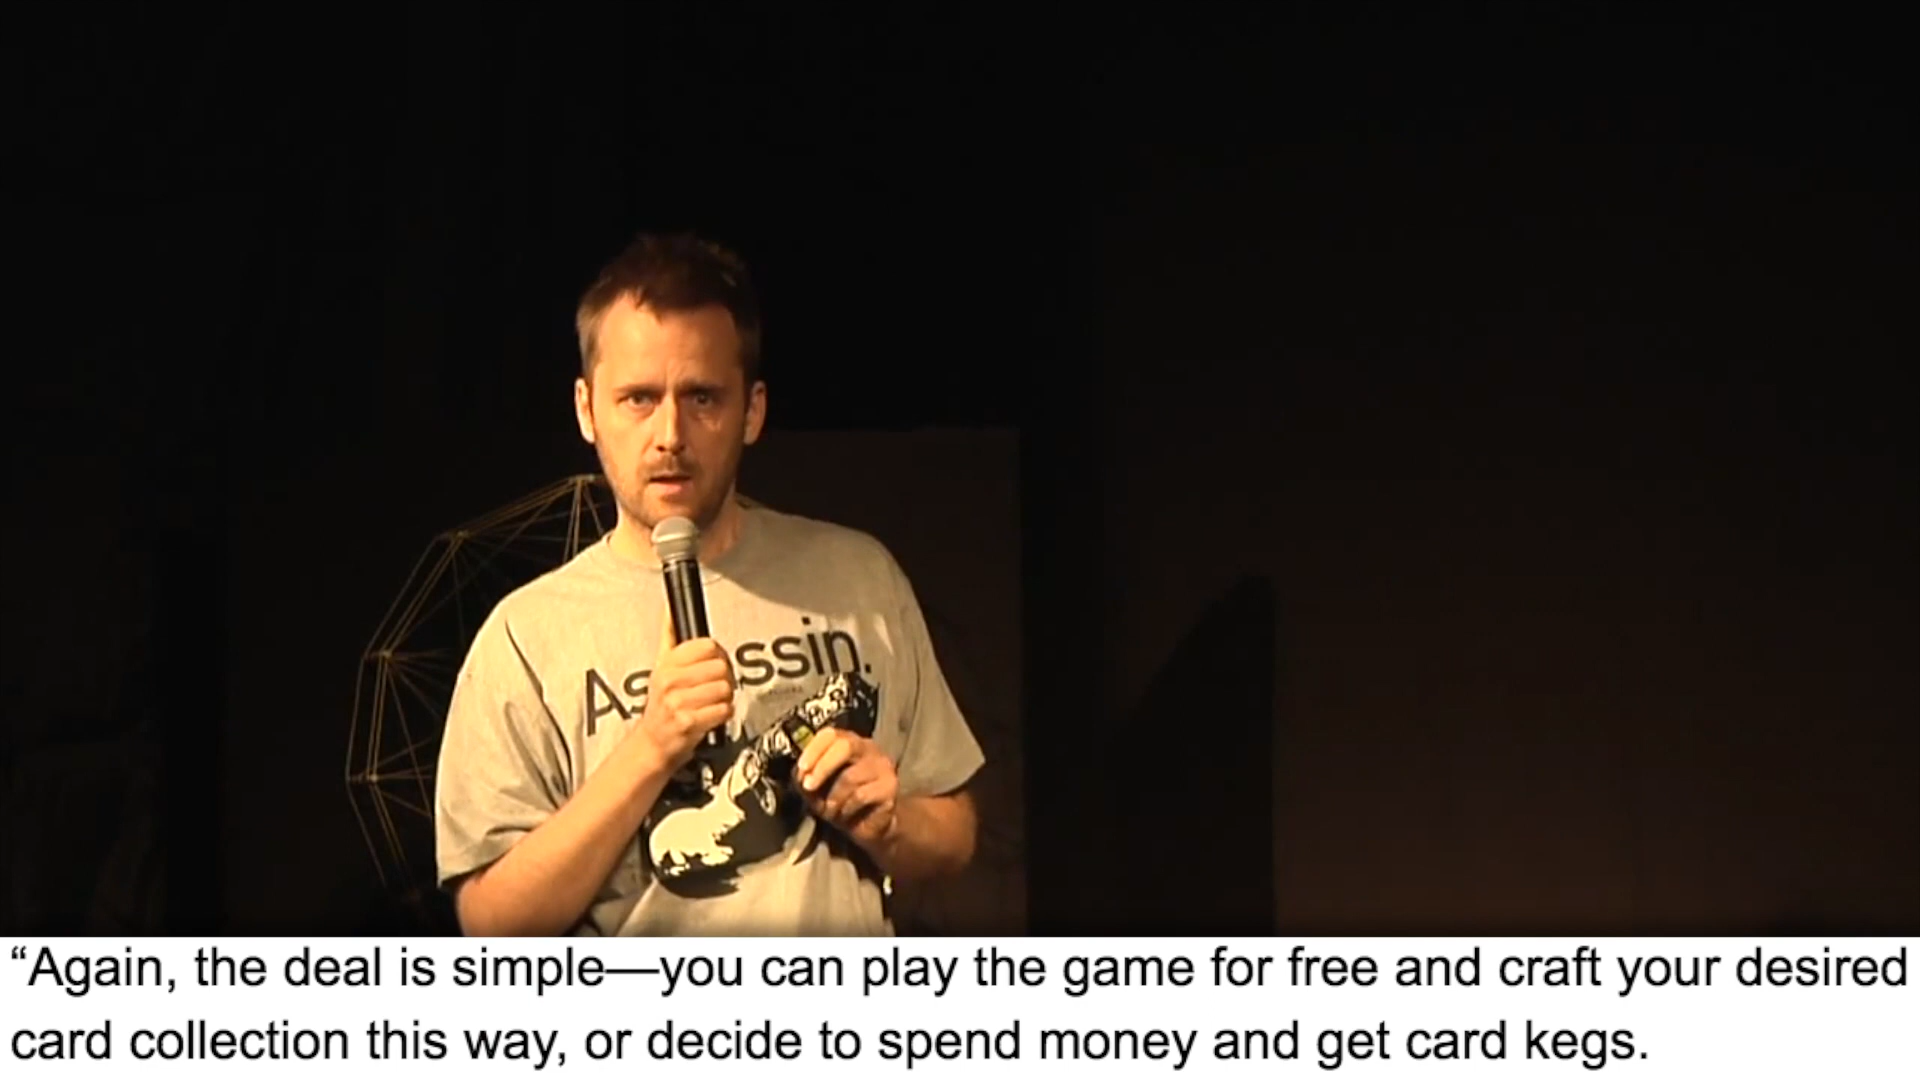 Assassin.
“Again, the deal is simple—you can play the game for free and craft your desired
card collection this way, or decide to spend money and get card kegs.